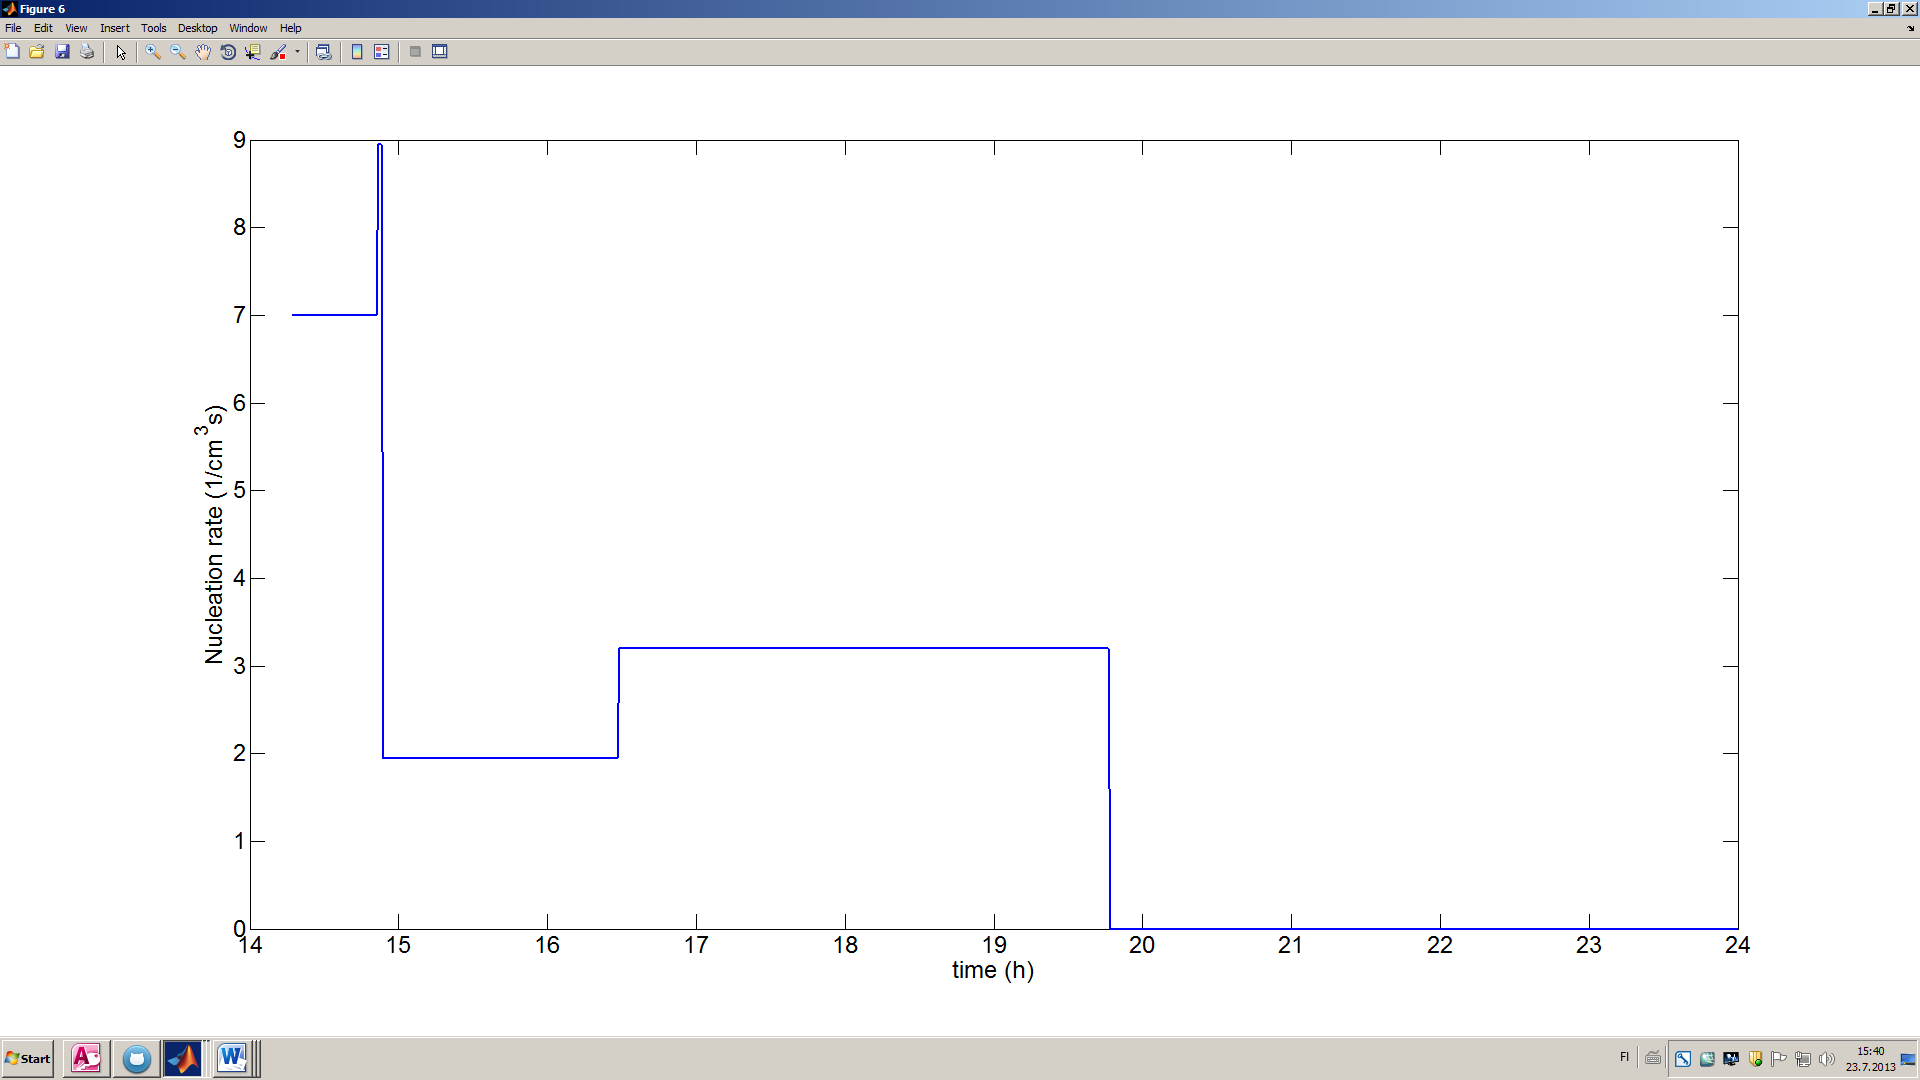 Figure 6
File Edit View Insert Tools Desktop Window Help
9
8
7
6
5
4
3
2
1
0
Nucleation rate (1/cm³s)
14 15 16 17 18 19 20 21 22 23 24
time (h)
Start
FI
15:40
23.7.2013